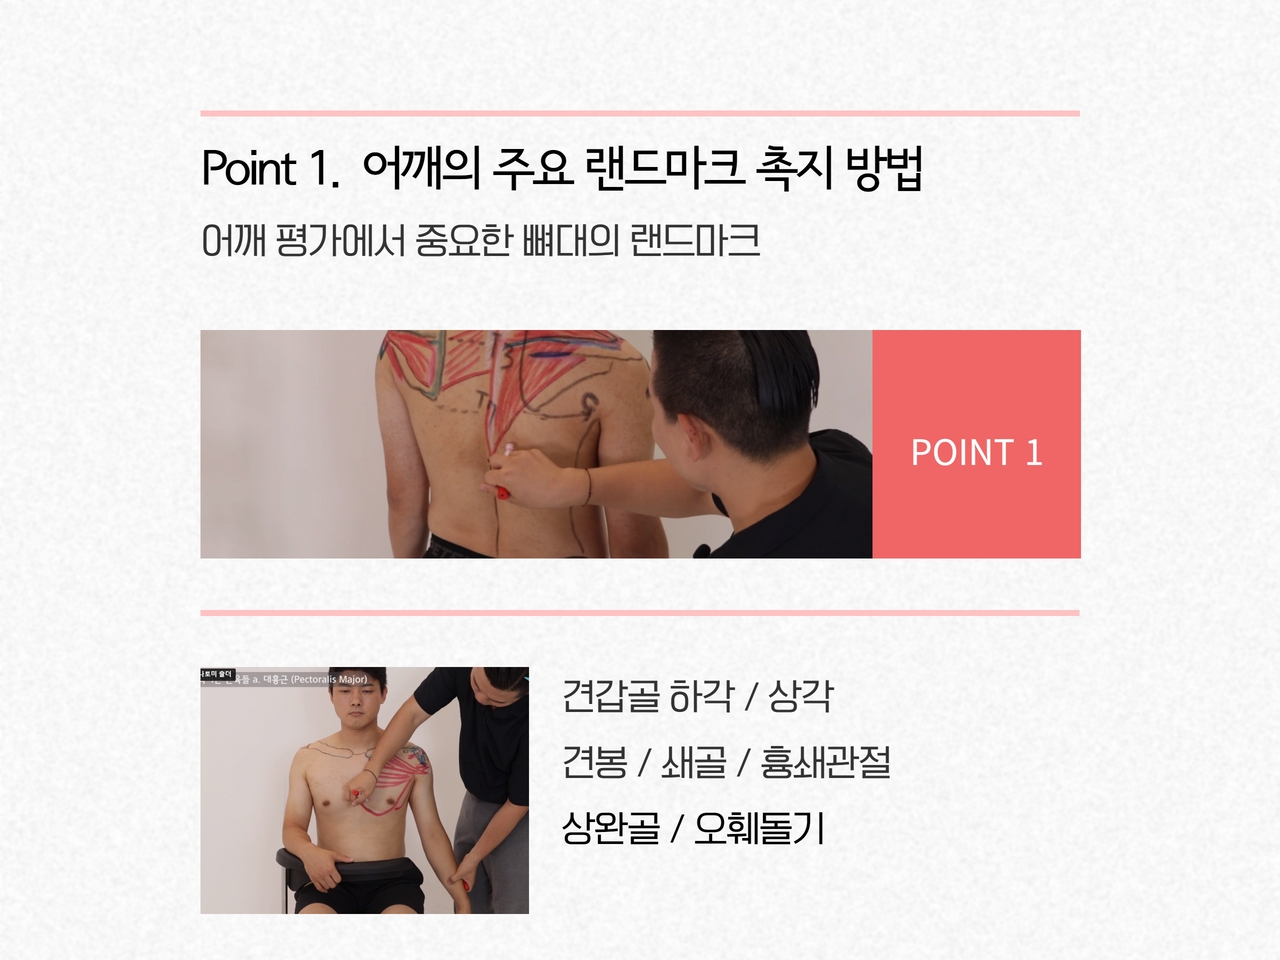 Point 1. 어깨의 주요 랜드마크 촉지 방법
어깨 평가에서 중요한 뼈대의 랜드마크
POINT 1
a. 대흉근 (Pectoralis Major)
견갑골 하각 / 상각
견봉 / 쇄골 / 흉쇄관절
상완골 / 오훼돌기